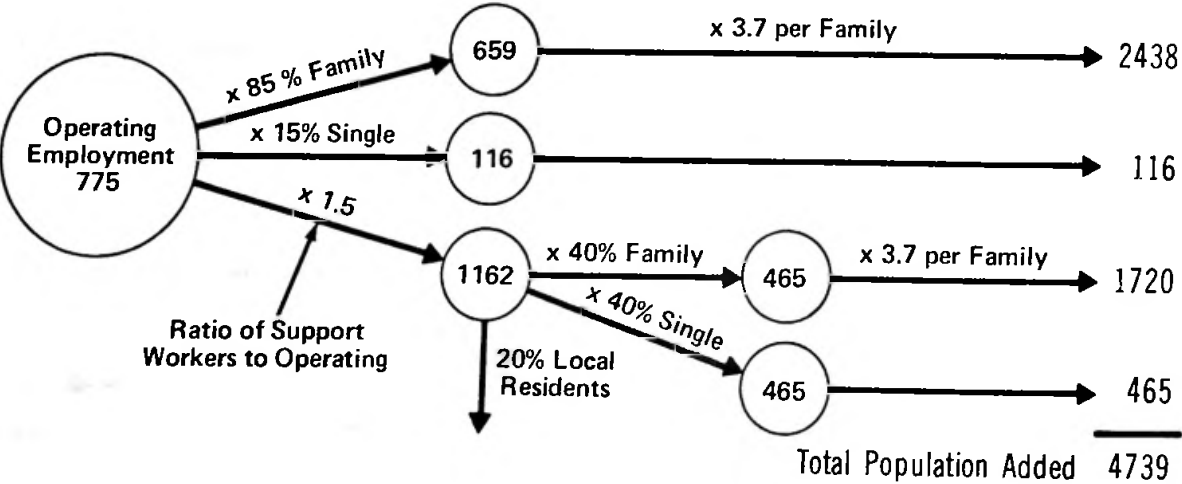 x 3.7 per Family
659
2438
x 85 % Family
Operating
Employment
775
x 15% Single
116
116
x 1.5
1162
x 40% Family
465
x 3.7 per Family
1720
x 40% Single
Ratio of Support
Workers to Operating
20% Local
Residents
465
465
Total Population Added 4739